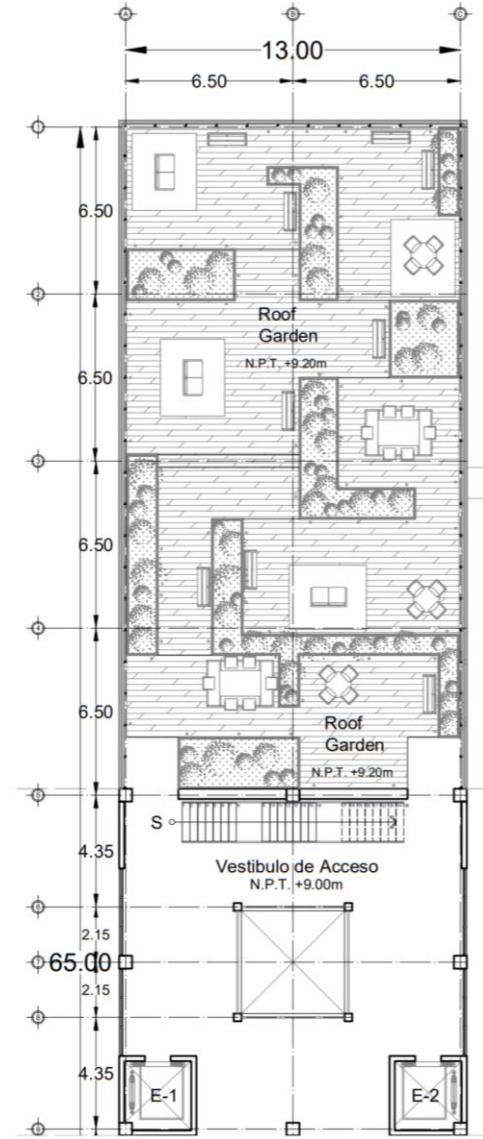 13.00
6.50
6.50
6.50
Roof
Garden
N.P.T. +9.20m
6.50
6.50
6.50
Roof
Garden
N.P.T. +9.20m
S
4.35
Vestibulo de Acceso
N.P.T. +9.00m
2.15
65.00
2.15
4.35
E-1
E-2